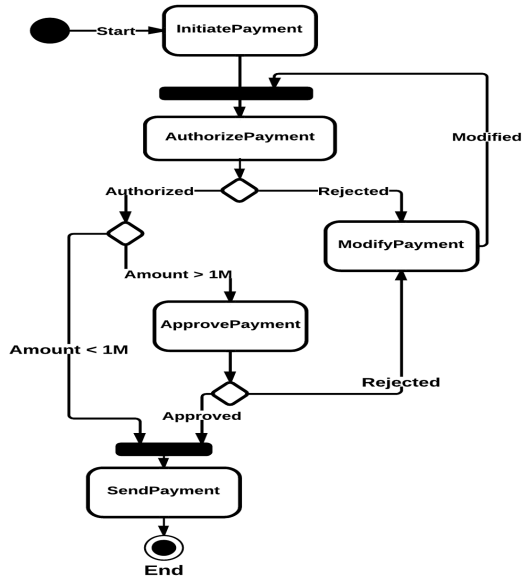 Start
InitiatePayment
AuthorizePayment
Modified
Authorized
Rejected
ModifyPayment
Amount > 1M
ApprovePayment
Amount < 1M
Rejected
Approved
SendPayment
End